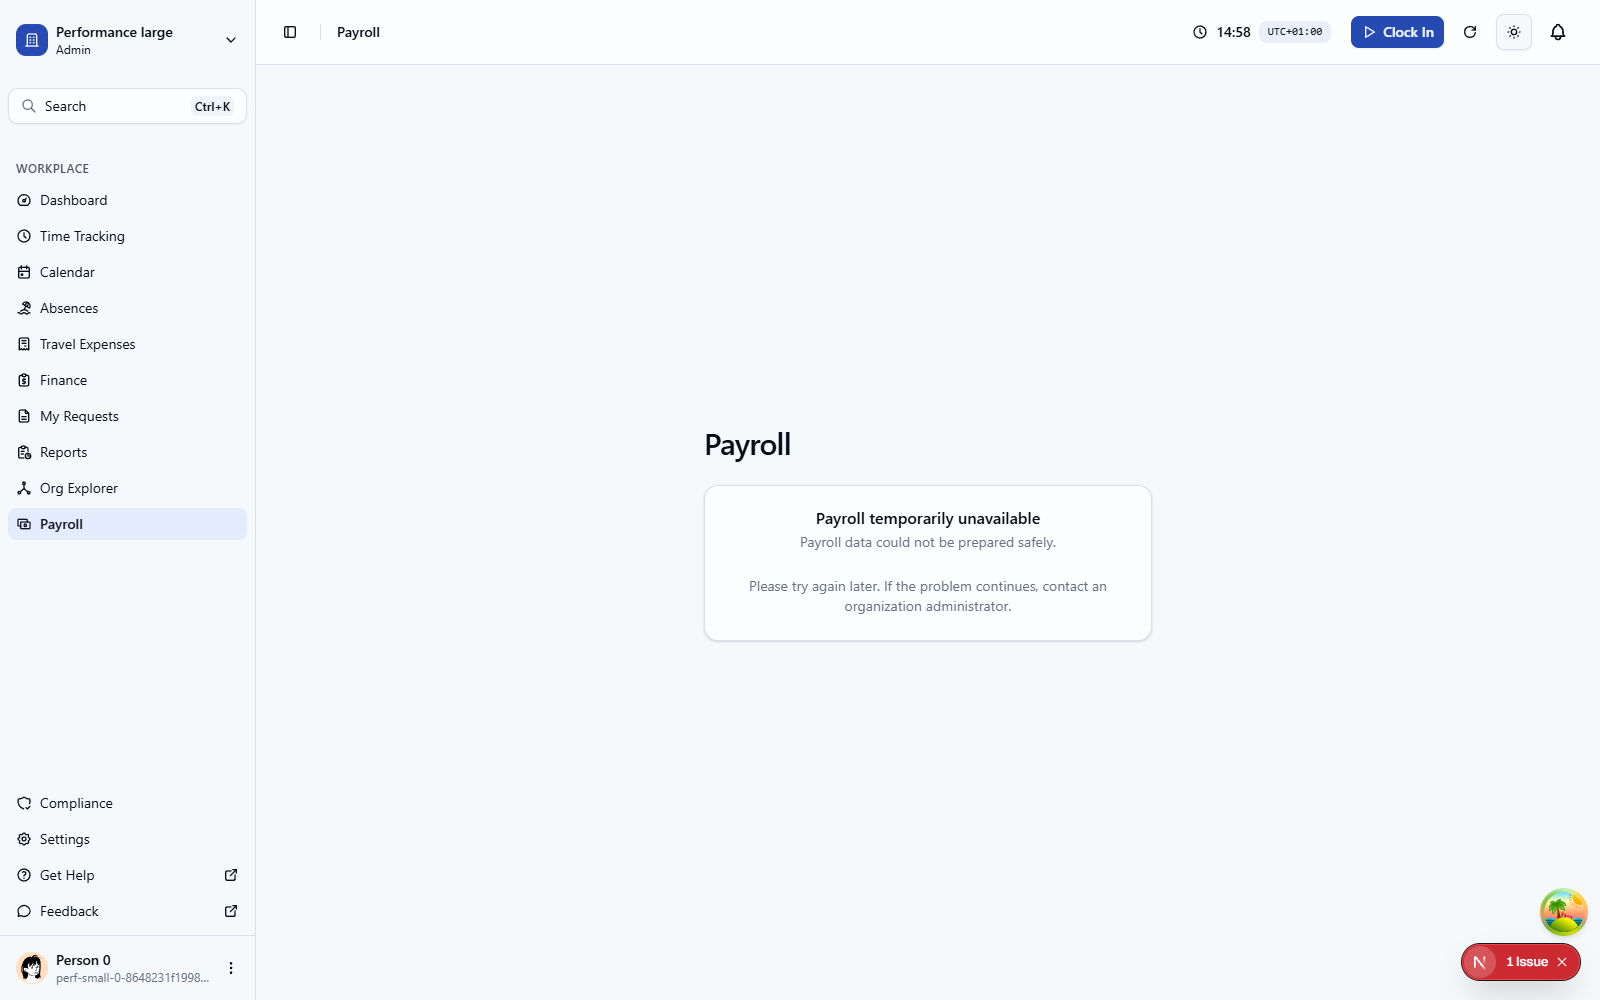 Performance large
Admin
Search
Ctrl+K
WORKPLACE
Dashboard
Time Tracking
Calendar
Absences
Travel Expenses
Finance
My Requests
Reports
Org Explorer
Payroll
Compliance
Settings
Get Help
Feedback
Person 0
perf-small-0-8648231f1998...
Payroll
14:58
UTC+01:00
Clock In
Payroll
Payroll temporarily unavailable
Payroll data could not be prepared safely.
Please try again later. If the problem continues, contact an
organization administrator.
N
1 Issue